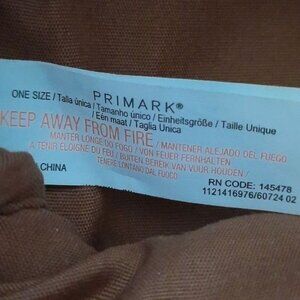 PRIMARK®
ONE SIZE / Talla única / Tamanho único / Einheitsgröße / Taille Unique
/ Één maat / Taglia Unica
KEEP AWAY FROM FIRE / MANTENER ALEJADO DEL FUEGO
MANTER LONGE DO FOGO / VON FEUER FERNHALTEN
A TENIR ÉLOIGNE DU FEU / BUITEN BEREIK VAN VUUR HOUDEN /
TENERE LONTANO DAL FUOCO
CHINA
RN CODE: 145478
1121416976/60724 02